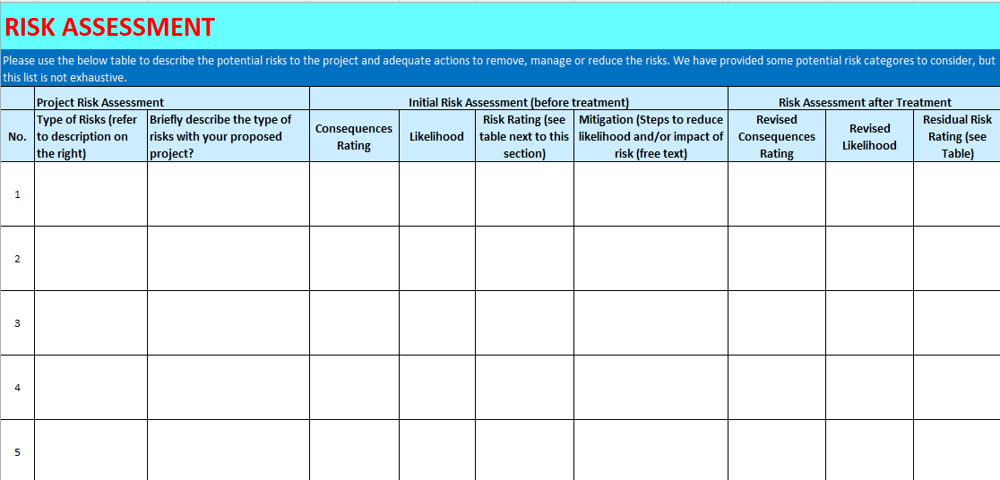 RISK ASSESSMENT
Please use the below table to describe the potential risks to the project and adequate actions to remove, manage or reduce the risks. We have provided some potential risk categores to consider, but
this list is not exhaustive.
Project Risk Assessment
Initial Risk Assessment (before treatment)
Risk Assessment after Treatment
No.
Type of Risks (refer
to description on
the right)
Briefly describe the type of
risks with your proposed
project?
Consequences
Rating
Likelihood
Risk Rating (see
table next to this
section)
Mitigation (Steps to reduce
likelihood and/or impact of
risk (free text)
Revised
Consequences
Rating
Revised
Likelihood
Residual Risk
Rating (see
Table)
1
2
3
4
5